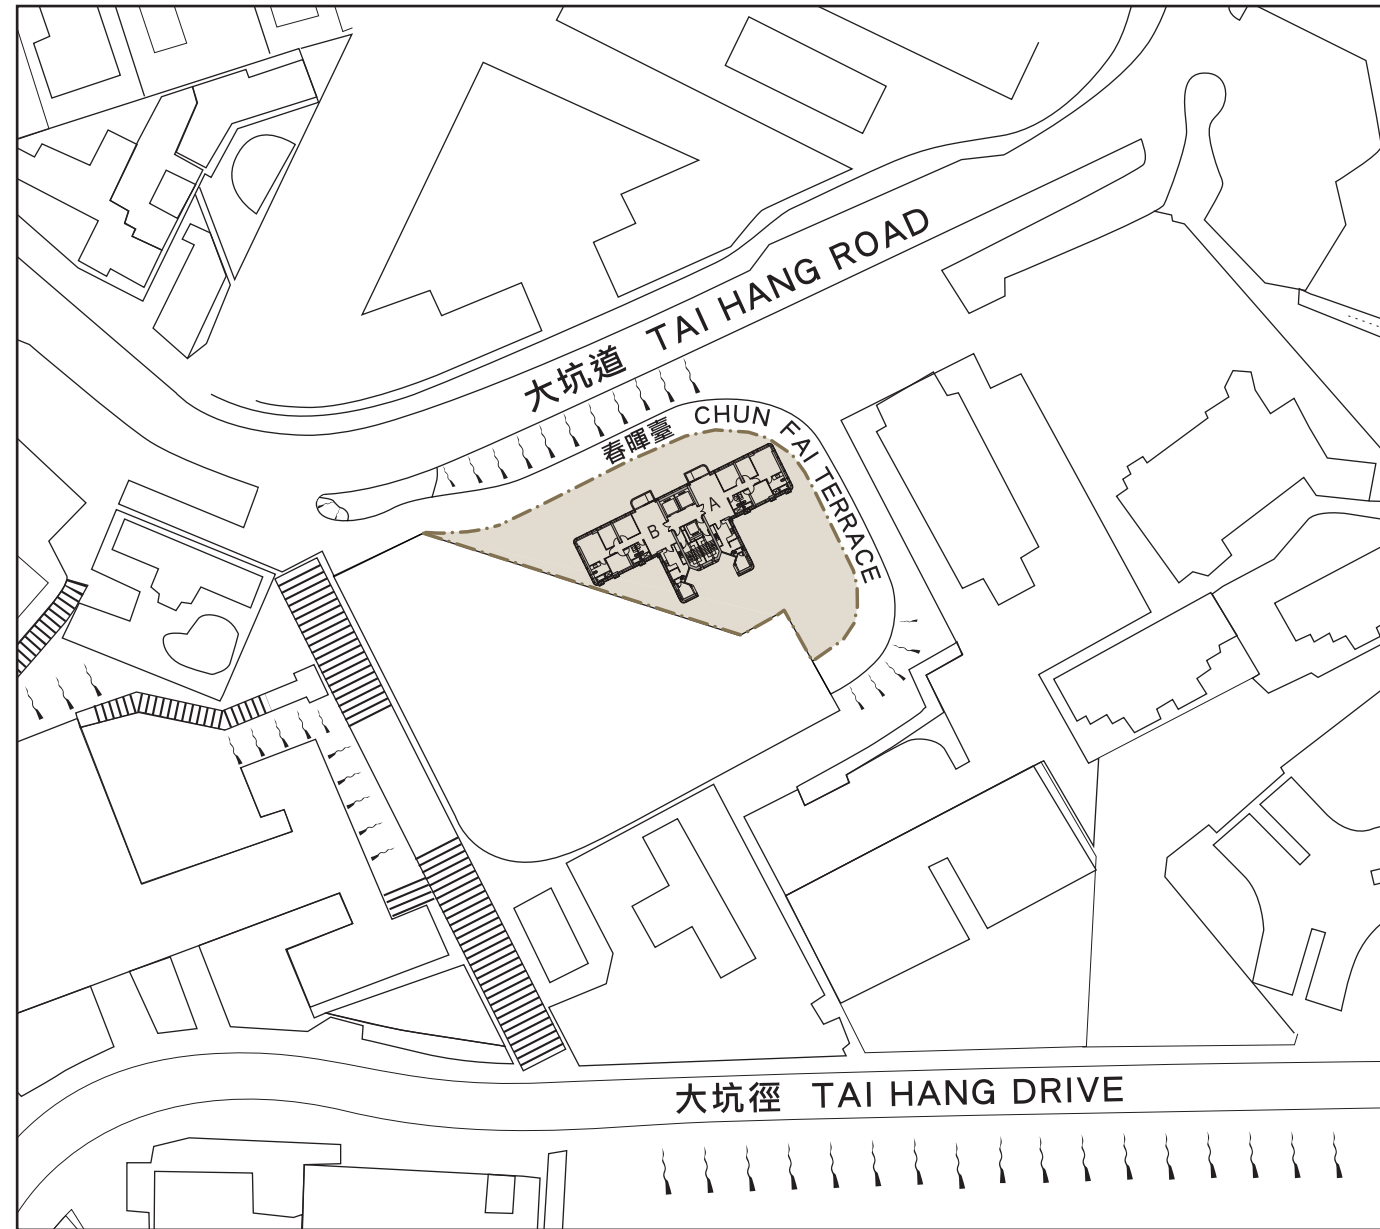 大坑道 TAI HANG ROAD
春暉臺 CHUN FAI TERRACE
A
B
大坑徑 TAI HANG DRIVE